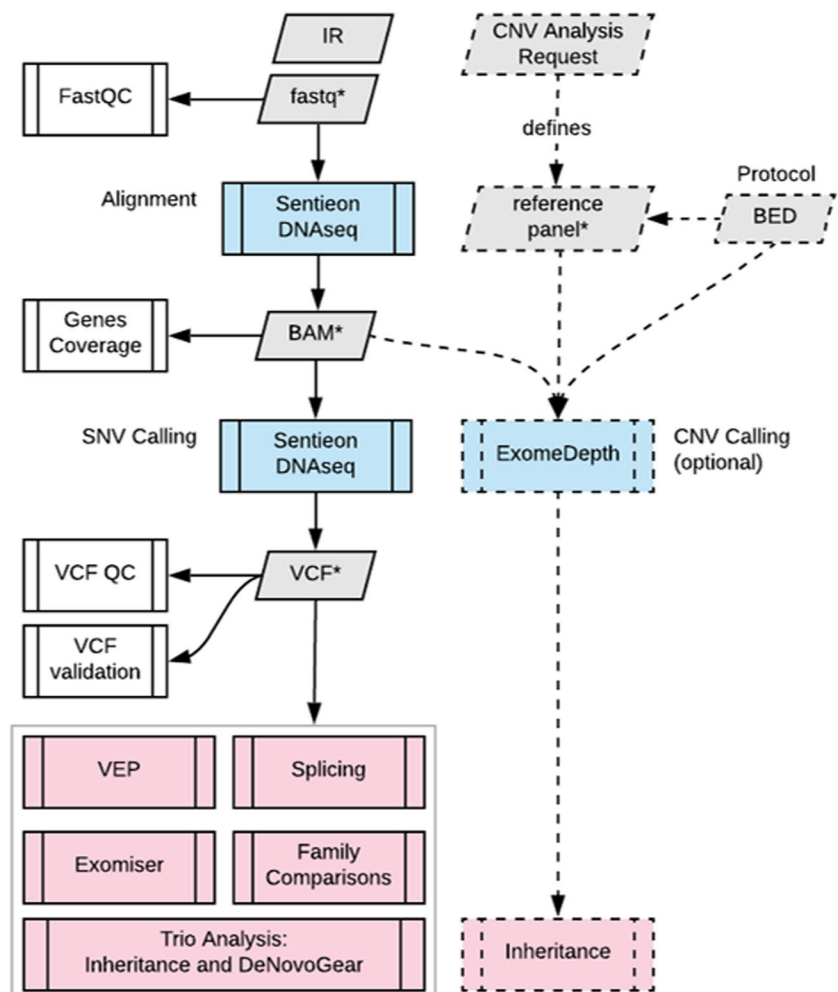 IR
CNV Analysis
Request
FastQC
fastq*
defines
Alignment
Sentieon
DNAseq
reference
panel*
Protocol
BED
Genes
Coverage
BAM*
SNV Calling
Sentieon
DNAseq
ExomeDepth
CNV Calling
(optional)
VCF QC
VCF*
VCF
validation
VEP
Splicing
Exomiser
Family
Comparisons
Trio Analysis:
Inheritance and DeNovoGear
Inheritance